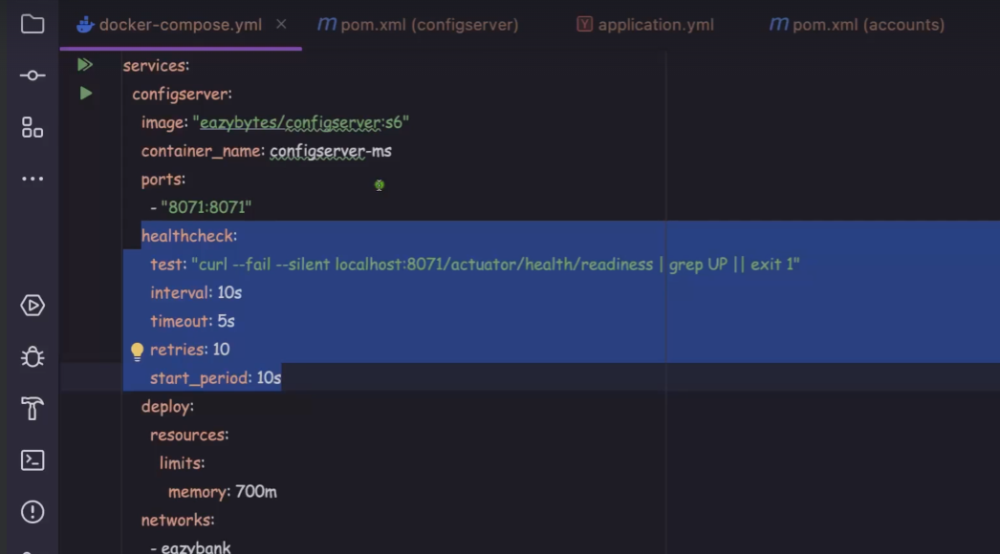 docker-compose.yml × m pom.xml (configserver) Y application.yml m pom.xml (accounts)
services:
  configserver:
    image: "eazybytes/configserver:s6"
    container_name: configserver-ms
    ports:
      - "8071:8071"
    healthcheck:
      test: "curl --fail --silent localhost:8071/actuator/health/readiness | grep UP || exit 1"
      interval: 10s
      timeout: 5s
      retries: 10
      start_period: 10s
    deploy:
      resources:
        limits:
          memory: 700m
    networks:
      - eazybank